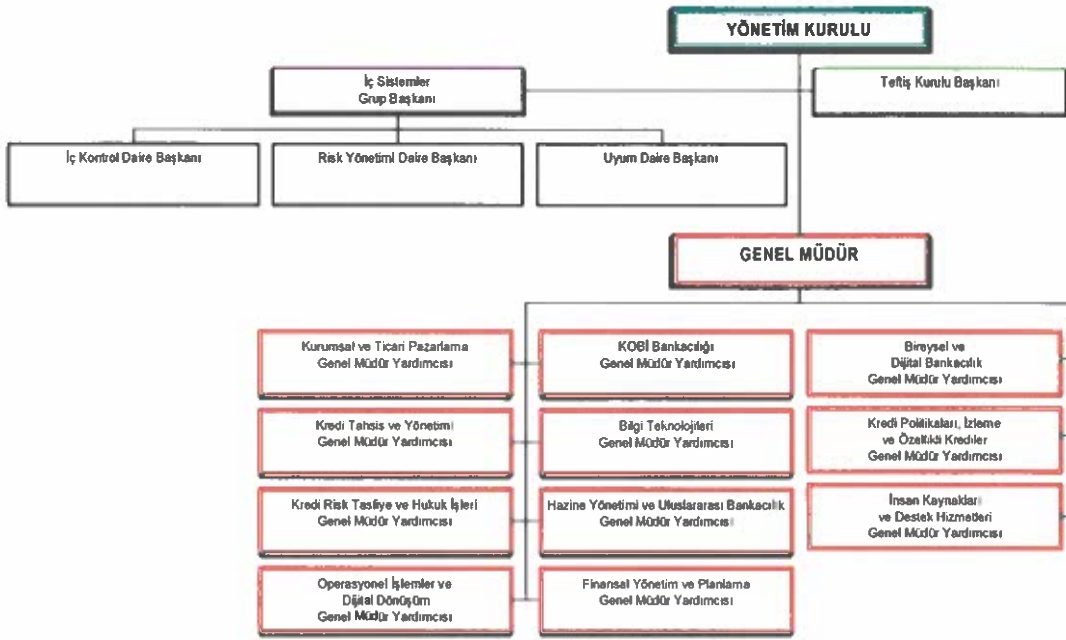 YÖNETİM KURULU
İç Sistemler
Grup Başkanı
Teftiş Kurulu Başkanı
İç Kontrol Daire Başkanı
Risk Yönetimi Daire Başkanı
Uyum Daire Başkanı
GENEL MÜDÜR
Kurumsal ve Ticari Pazarlama
Genel Müdür Yardımcısı
KOBİ Bankacılığı
Genel Müdür Yardımcısı
Bireysel ve
Dijital Bankacılık
Genel Müdür Yardımcısı
Kredi Tahsis ve Yönetimi
Genel Müdür Yardımcısı
Bilgi Teknolojileri
Genel Müdür Yardımcısı
Kredi Politikaları, İzleme
ve Özellikli Krediler
Genel Müdür Yardımcısı
Kredi Risk Tasfiye ve Hukuk İşleri
Genel Müdür Yardımcısı
Hazine Yönetimi ve Uluslararası Bankacılık
Genel Müdür Yardımcısı
İnsan Kaynakları
ve Destek Hizmetleri
Genel Müdür Yardımcısı
Operasyonel İşlemler ve
Dijital Dönüşüm
Genel Müdür Yardımcısı
Finansal Yönetim ve Planlama
Genel Müdür Yardımcısı